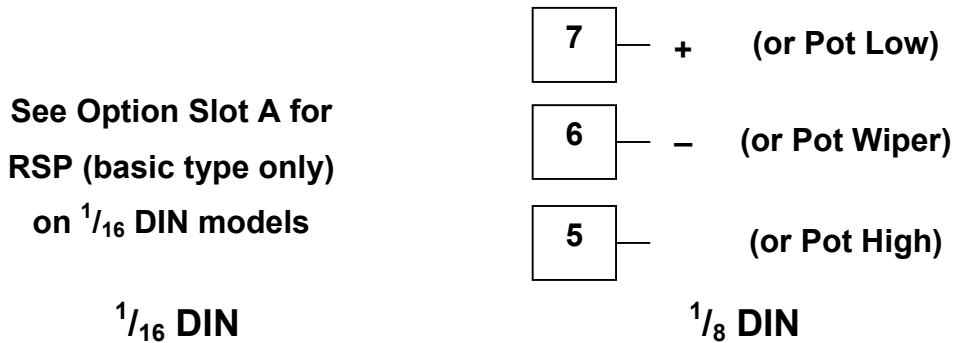 See Option Slot A for
RSP (basic type only)
on 1/16 DIN models
1/16 DIN
7 + (or Pot Low)
6 – (or Pot Wiper)
5 (or Pot High)
1/8 DIN